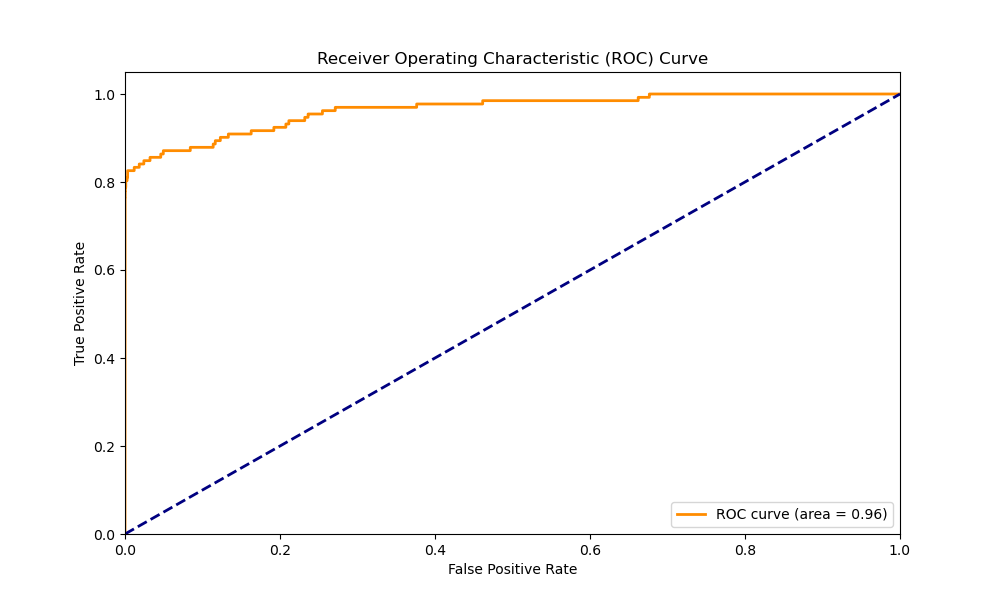 Receiver Operating Characteristic (ROC) Curve
1.0
0.8
0.6
0.4
0.2
0.0
True Positive Rate
0.0 0.2 0.4 0.6 0.8 1.0
False Positive Rate
ROC curve (area = 0.96)